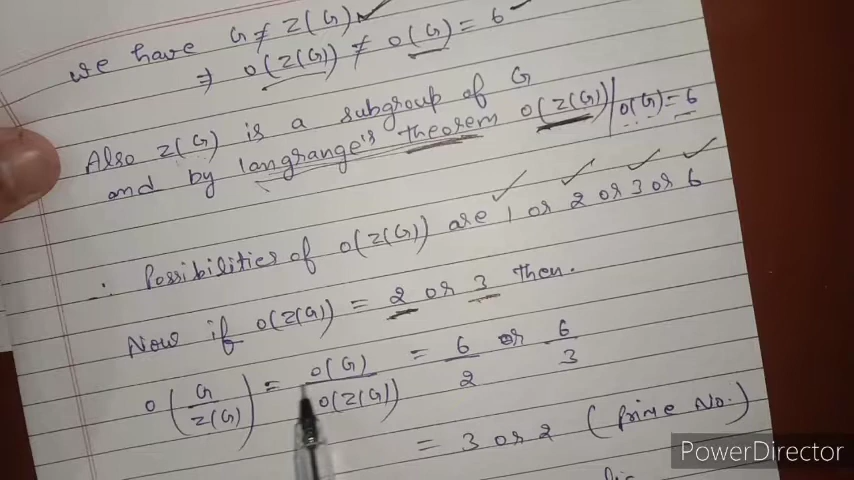 we have G ≠ Z(G)
⇒ o(Z(G)) ≠ o(G) = 6
Also Z(G) is a subgroup of G
and by langrange's theorem o(Z(G)) | o(G) = 6
∴ Possibilities of o(Z(G)) are 1 or 2 or 3 or 6
Now if o(Z(G)) = 2 or 3 then.
o(G/Z(G)) = o(G)/o(Z(G)) = 6/2 or 6/3
= 3 or 2 (Prime No.)
PowerDirector